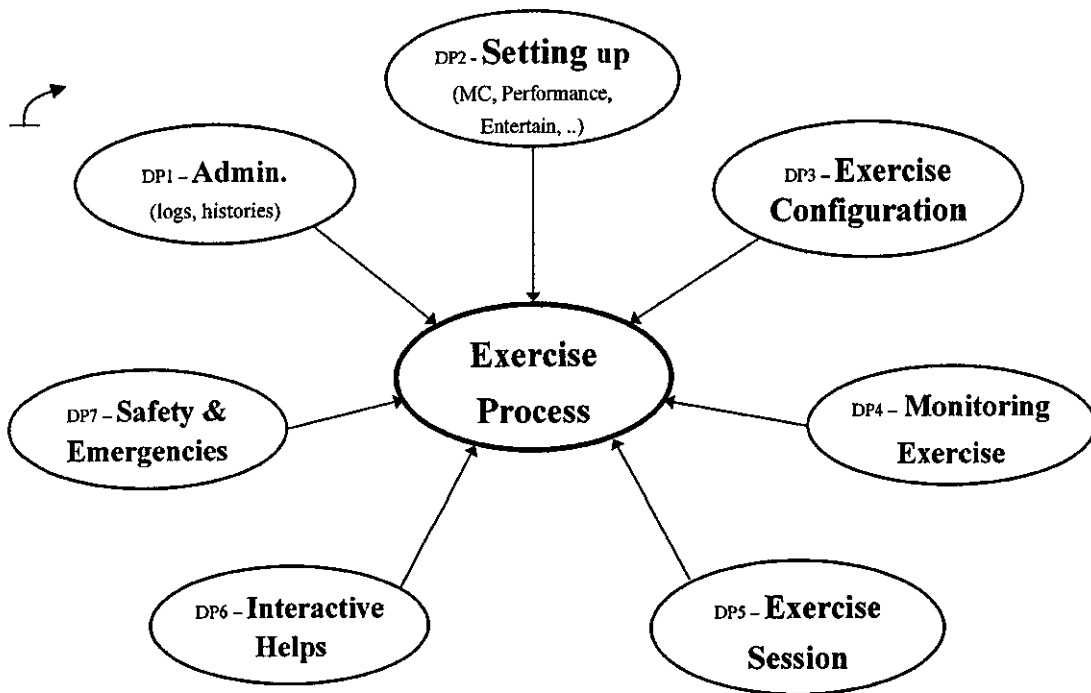 DP2 - Setting up
(MC, Performance,
Entertain, ..)
DP1 – Admin.
(logs, histories)
DP3 – Exercise
Configuration
Exercise
Process
DP7 – Safety &
Emergencies
DP4 – Monitoring
Exercise
DP6 – Interactive
Helps
DP5 – Exercise
Session